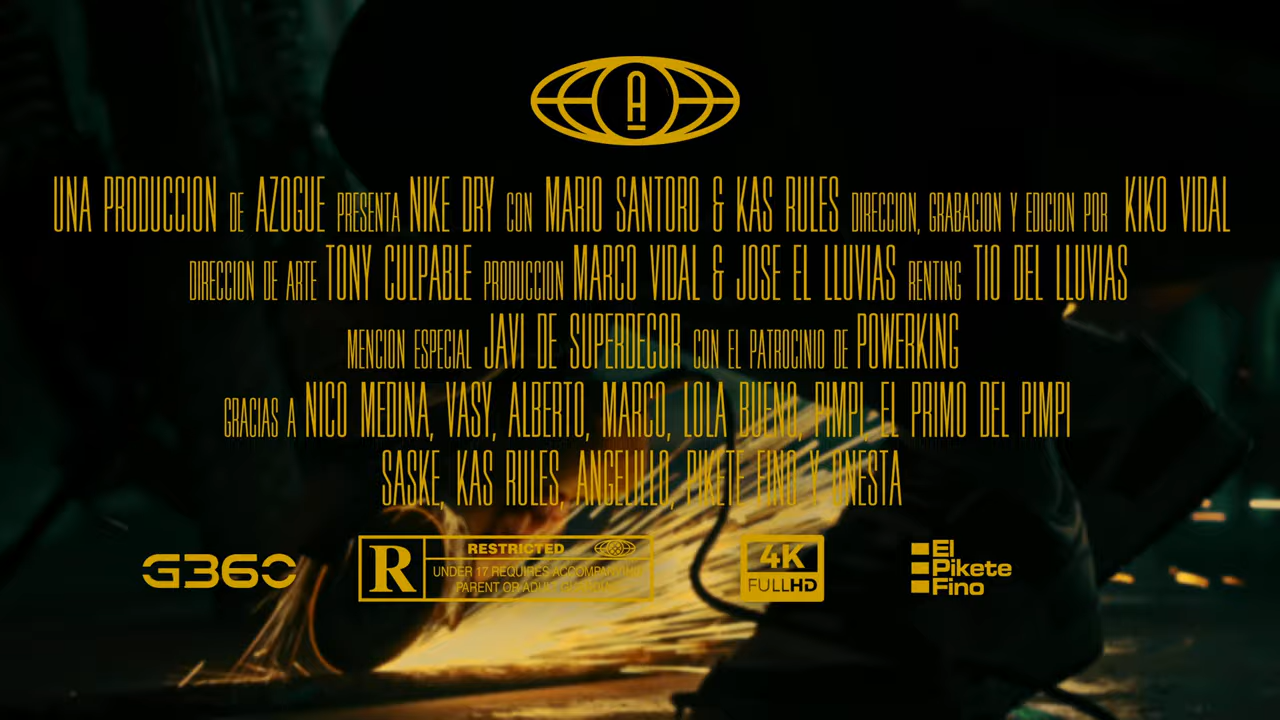 A
UNA PRODUCCION DE AZOGUE PRESENTA NIKE DRY CON MARIO SANTORO & KAS RULES DIRECCION, GRABACION Y EDICION POR KIKO VIDAL
DIRECCION DE ARTE TONY CULPABLE PRODUCCION MARCO VIDAL & JOSE EL LLUVIAS RENTING TIO DEL LLUVIAS
MENCION ESPECIAL JAVI DE SUPERDECOR CON EL PATROCINIO DE POWERKING
GRACIAS A NICO MEDINA, VASY, ALBERTO, MARCO, LOLA BUENO, PIMPI, EL PRIMO DEL PIMPI
SASKE, KAS RULES, ANGELILLO, PIKETE FINO Y ONESTA
G360
R RESTRICTED
UNDER 17 REQUIRES ACCOMPANYING
PARENT OR ADULT GUARDIAN
4K
FULLHD
El
Pikete
Fino